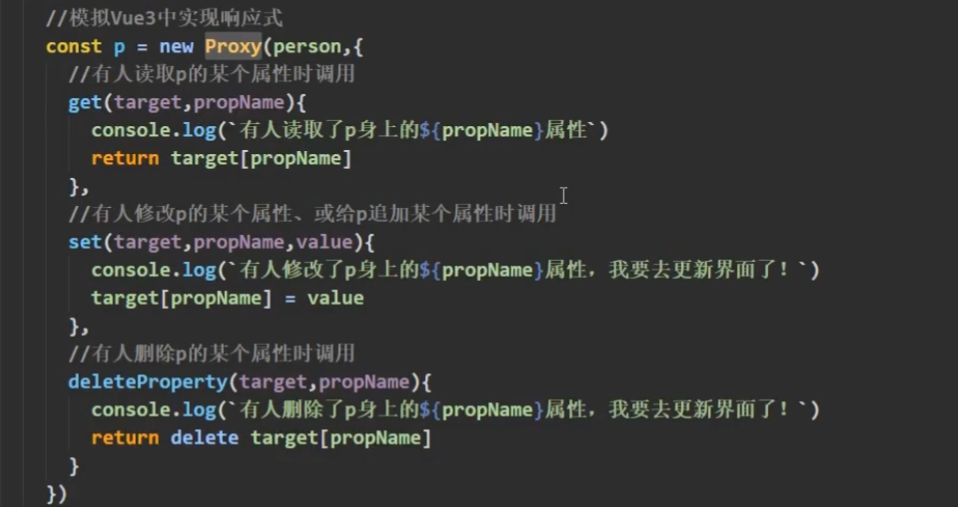 //模拟Vue3中实现响应式
const p = new Proxy(person,{
//有人读取p的某个属性时调用
get(target,propName){
console.log(`有人读取了p身上的${propName}属性`)
return target[propName]
},
//有人修改p的某个属性、或给p追加某个属性时调用
set(target,propName,value){
console.log(`有人修改了p身上的${propName}属性，我要去更新界面了！`)
target[propName] = value
},
//有人删除p的某个属性时调用
deleteProperty(target,propName){
console.log(`有人删除了p身上的${propName}属性，我要去更新界面了！`)
return delete target[propName]
}
})